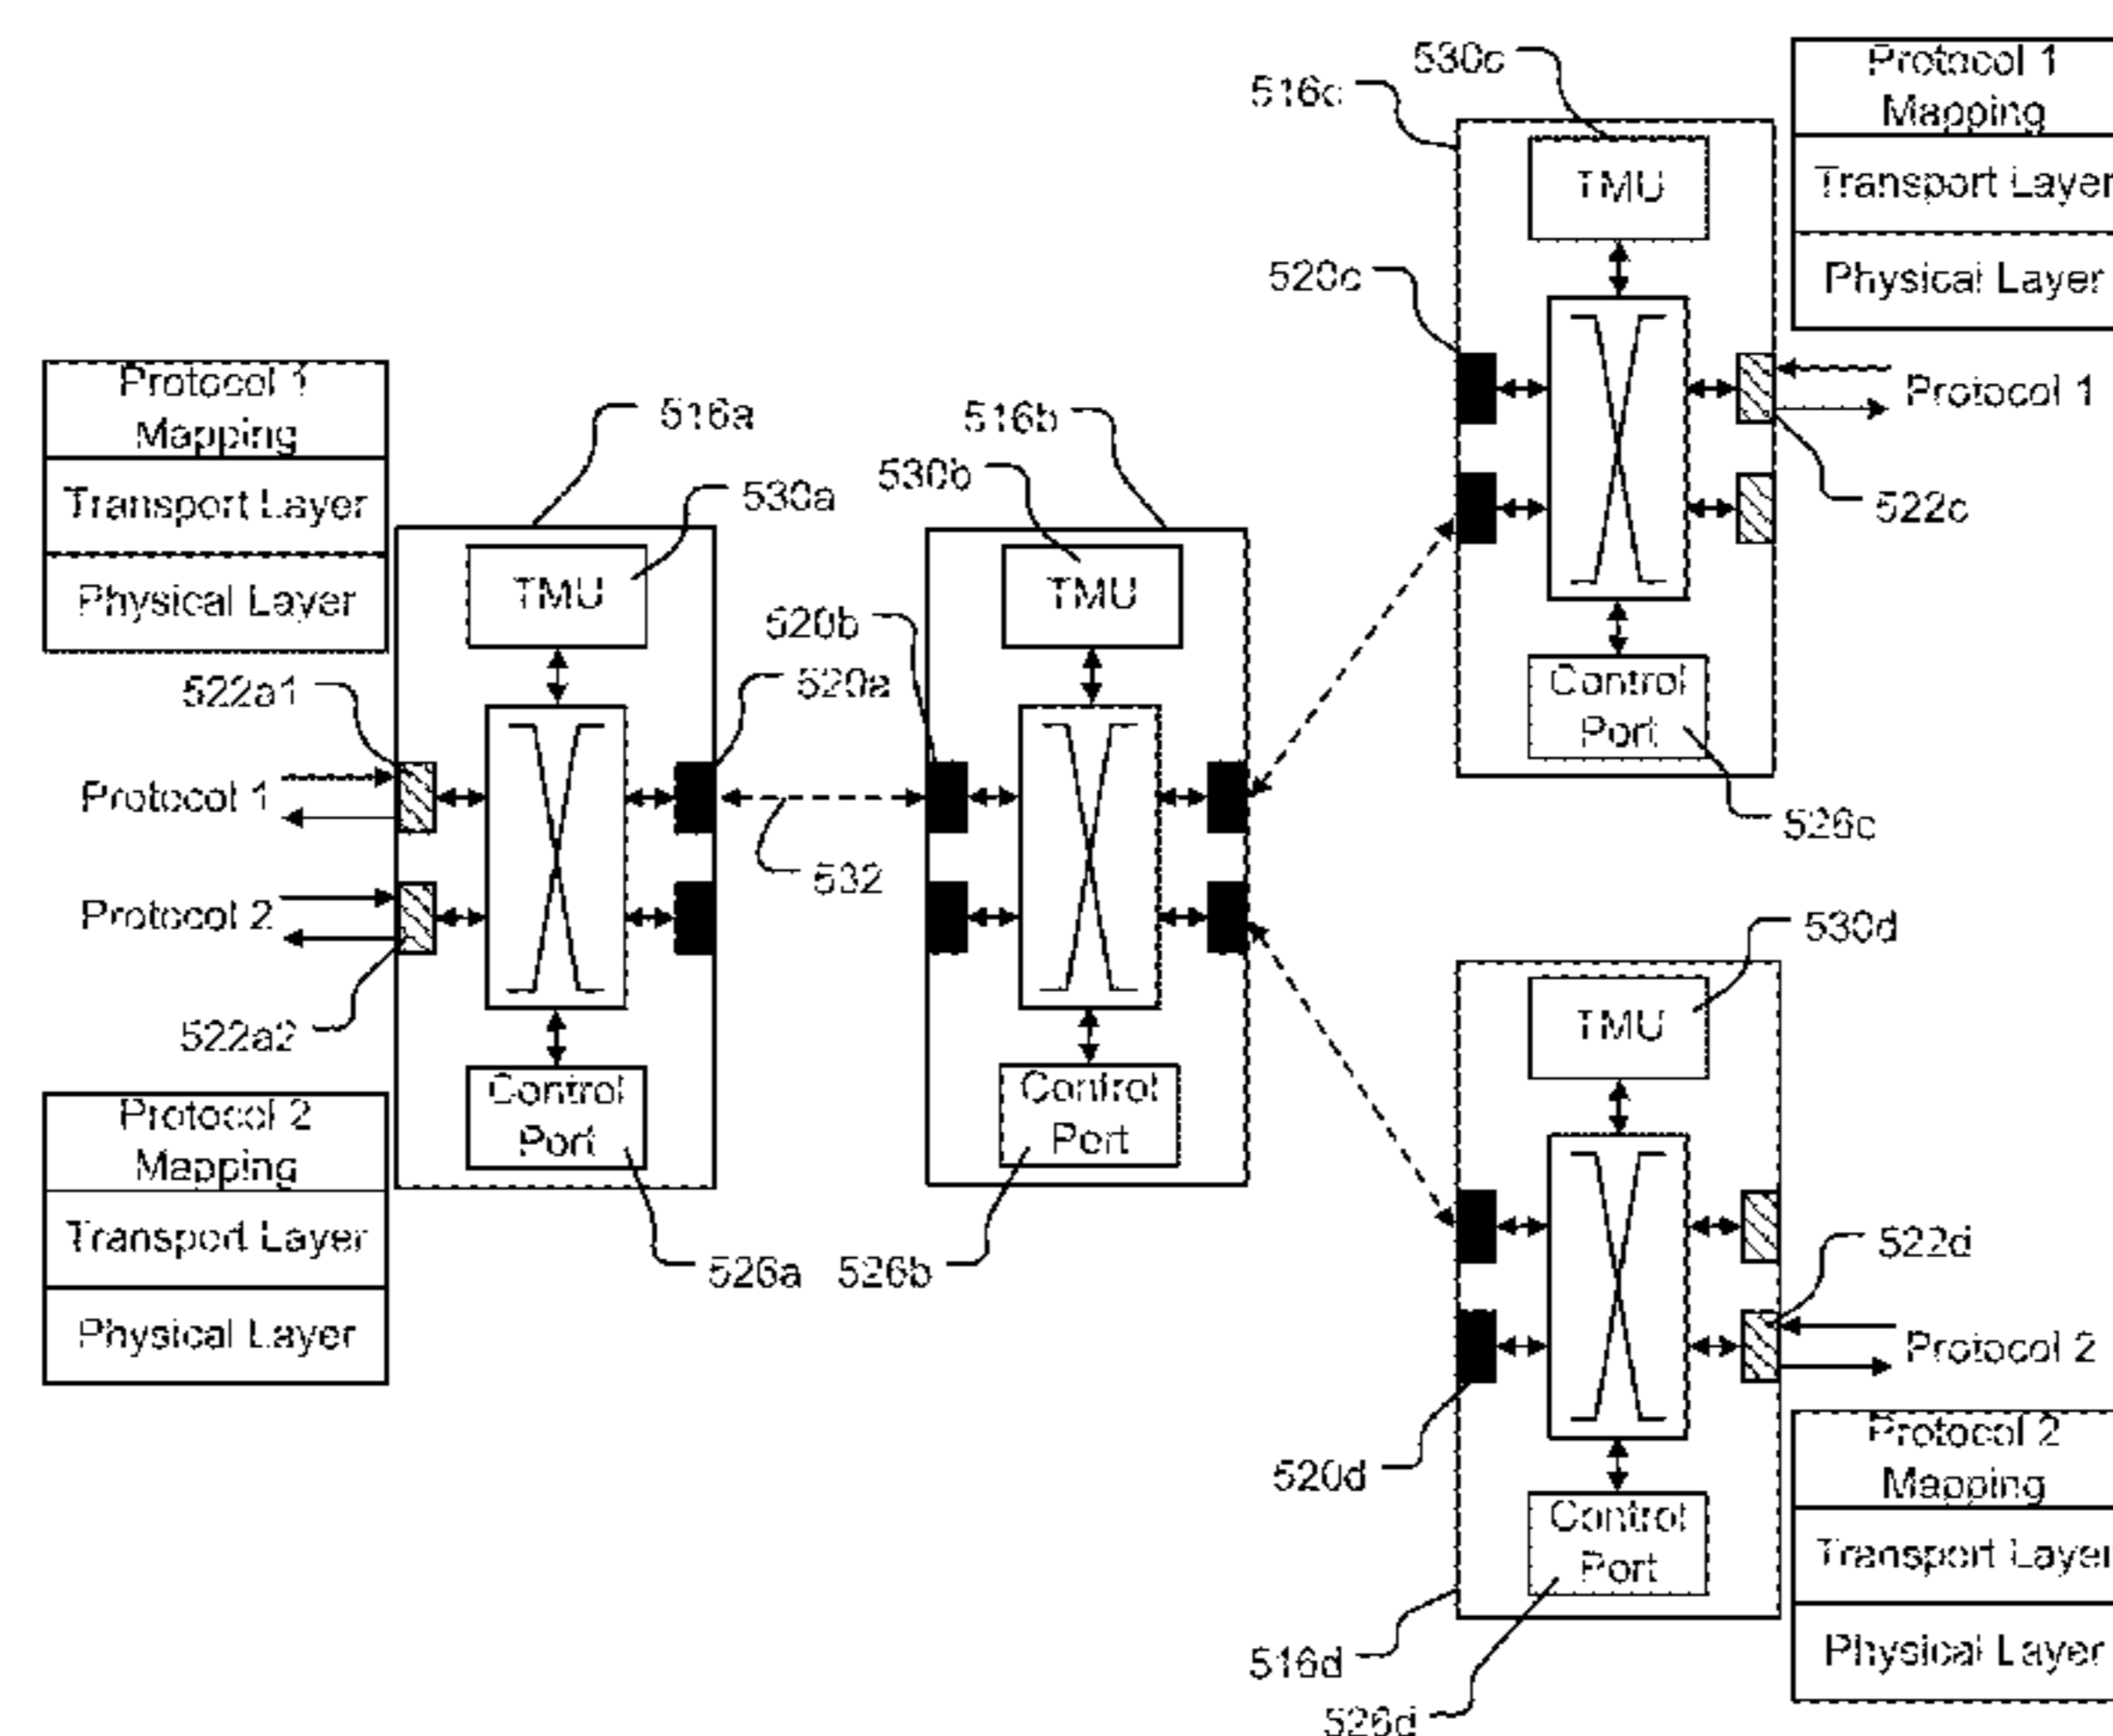 530c
516c
Protocol 1
Mapping
Transport Layer
Physical Layer
TMU
520c
Protocol 1
522c
Control
Port
526c
Protocol 1
Mapping
Transport Layer
Physical Layer
516a
530a
TMU
522a1
520a
Protocol 1
Protocol 2
522a2
532
Control
Port
526a
Protocol 2
Mapping
Transport Layer
Physical Layer
516b
530b
TMU
520b
Control
Port
526b
530d
TMU
522d
Protocol 2
520d
Control
Port
516d
526d
Protocol 2
Mapping
Transport Layer
Physical Layer